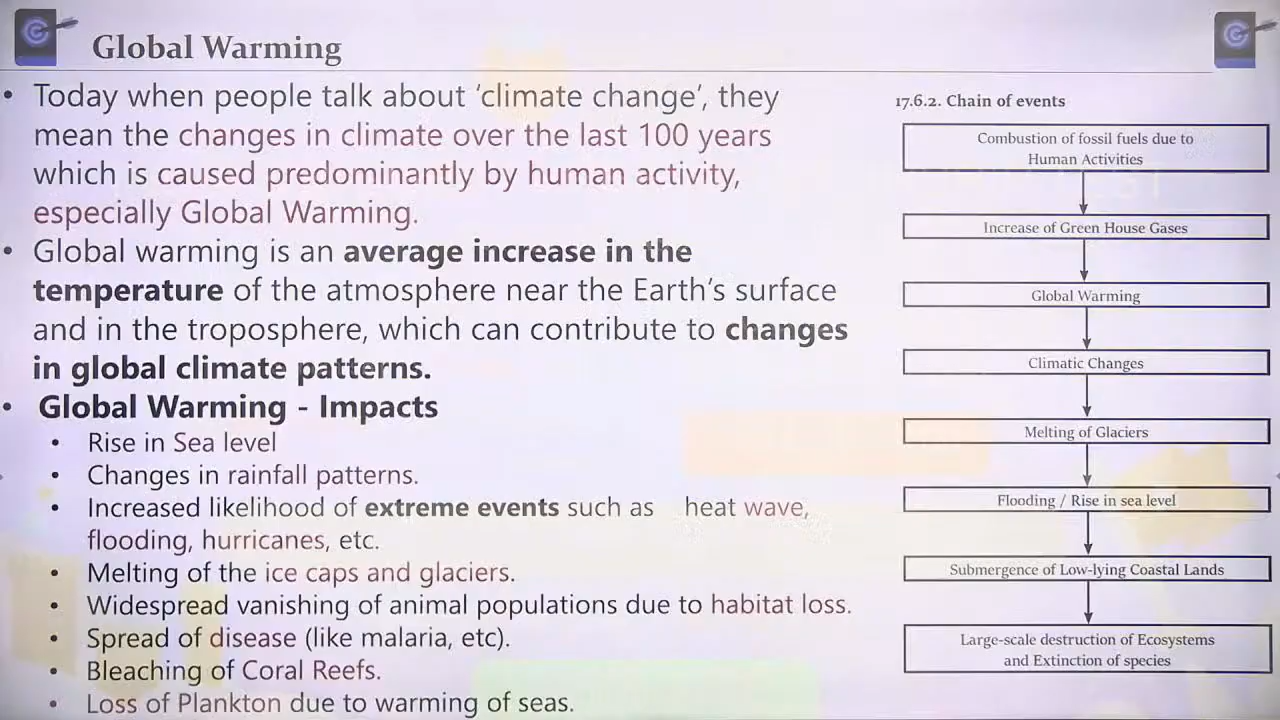 Global Warming
• Today when people talk about ‘climate change’, they
mean the changes in climate over the last 100 years
which is caused predominantly by human activity,
especially Global Warming.
• Global warming is an average increase in the
temperature of the atmosphere near the Earth’s surface
and in the troposphere, which can contribute to changes
in global climate patterns.
• Global Warming - Impacts
• Rise in Sea level
• Changes in rainfall patterns.
• Increased likelihood of extreme events such as heat wave,
flooding, hurricanes, etc.
• Melting of the ice caps and glaciers.
• Widespread vanishing of animal populations due to habitat loss.
• Spread of disease (like malaria, etc).
• Bleaching of Coral Reefs.
• Loss of Plankton due to warming of seas.
17.6.2. Chain of events
Combustion of fossil fuels due to
Human Activities
Increase of Green House Gases
Global Warming
Climatic Changes
Melting of Glaciers
Flooding / Rise in sea level
Submergence of Low-lying Coastal Lands
Large-scale destruction of Ecosystems
and Extinction of species